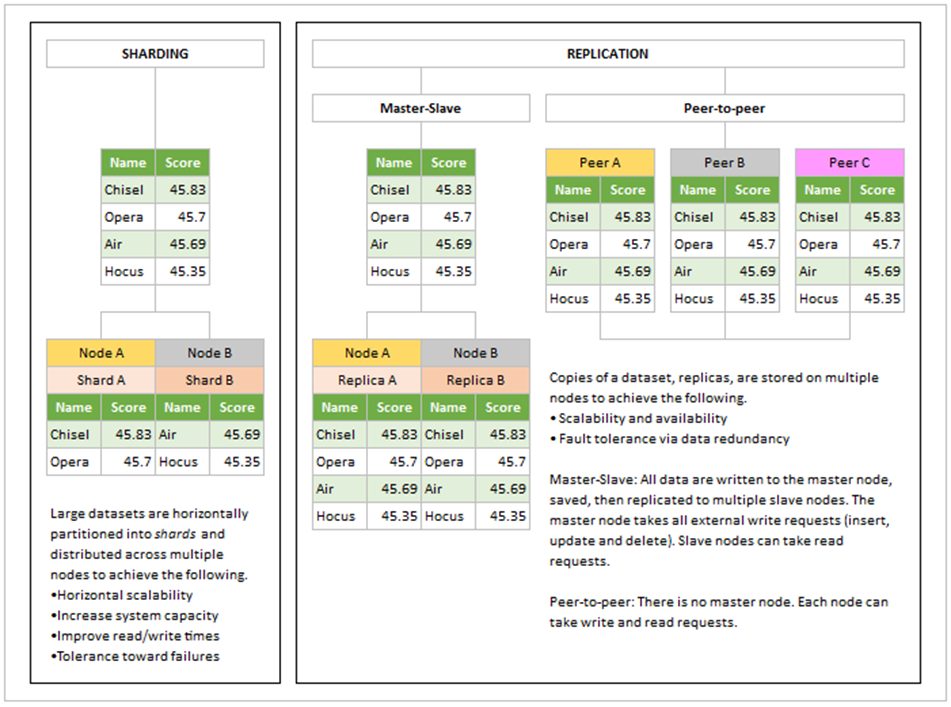 SHARDING
Name Score
Chisel 45.83
Opera 45.7
Air 45.69
Hocus 45.35
Node A Node B
Shard A Shard B
Name Score Name Score
Chisel 45.83 Air 45.69
Opera 45.7 Hocus 45.35
Large datasets are horizontally
partitioned into shards and
distributed across multiple
nodes to achieve the following.
•Horizontal scalability
•Increase system capacity
•Improve read/write times
•Tolerance toward failures
REPLICATION
Master-Slave
Name Score
Chisel 45.83
Opera 45.7
Air 45.69
Hocus 45.35
Node A Node B
Replica A Replica B
Name Score Name Score
Chisel 45.83 Chisel 45.83
Opera 45.7 Opera 45.7
Air 45.69 Air 45.69
Hocus 45.35 Hocus 45.35
Peer-to-peer
Peer A Peer B Peer C
Name Score Name Score Name Score
Chisel 45.83 Chisel 45.83 Chisel 45.83
Opera 45.7 Opera 45.7 Opera 45.7
Air 45.69 Air 45.69 Air 45.69
Hocus 45.35 Hocus 45.35 Hocus 45.35
Copies of a dataset, replicas, are stored on multiple
nodes to achieve the following.
• Scalability and availability
• Fault tolerance via data redundancy
Master-Slave: All data are written to the master node,
saved, then replicated to multiple slave nodes. The
master node takes all external write requests (insert,
update and delete). Slave nodes can take read
requests.
Peer-to-peer: There is no master node. Each node can
take write and read requests.